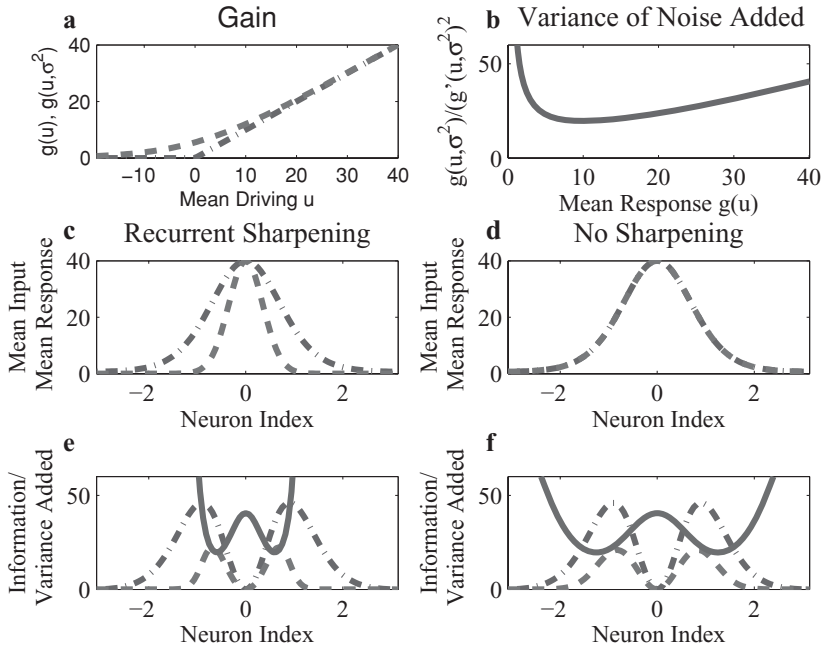 a Gain
g(u), g(u,σ²)
40
20
0
−10 0 10 20 30 40
Mean Driving u
b Variance of Noise Added
g(u,σ²)/(g'(u,σ²)²
50
0
0 10 20 30 40
Mean Response g(u)
c Recurrent Sharpening
Mean Input
Mean Response
40
20
0
−2 0 2
Neuron Index
d No Sharpening
Mean Input
Mean Response
40
20
0
−2 0 2
Neuron Index
e
Information/
Variance Added
50
0
−2 0 2
Neuron Index
f
Information/
Variance Added
50
0
−2 0 2
Neuron Index